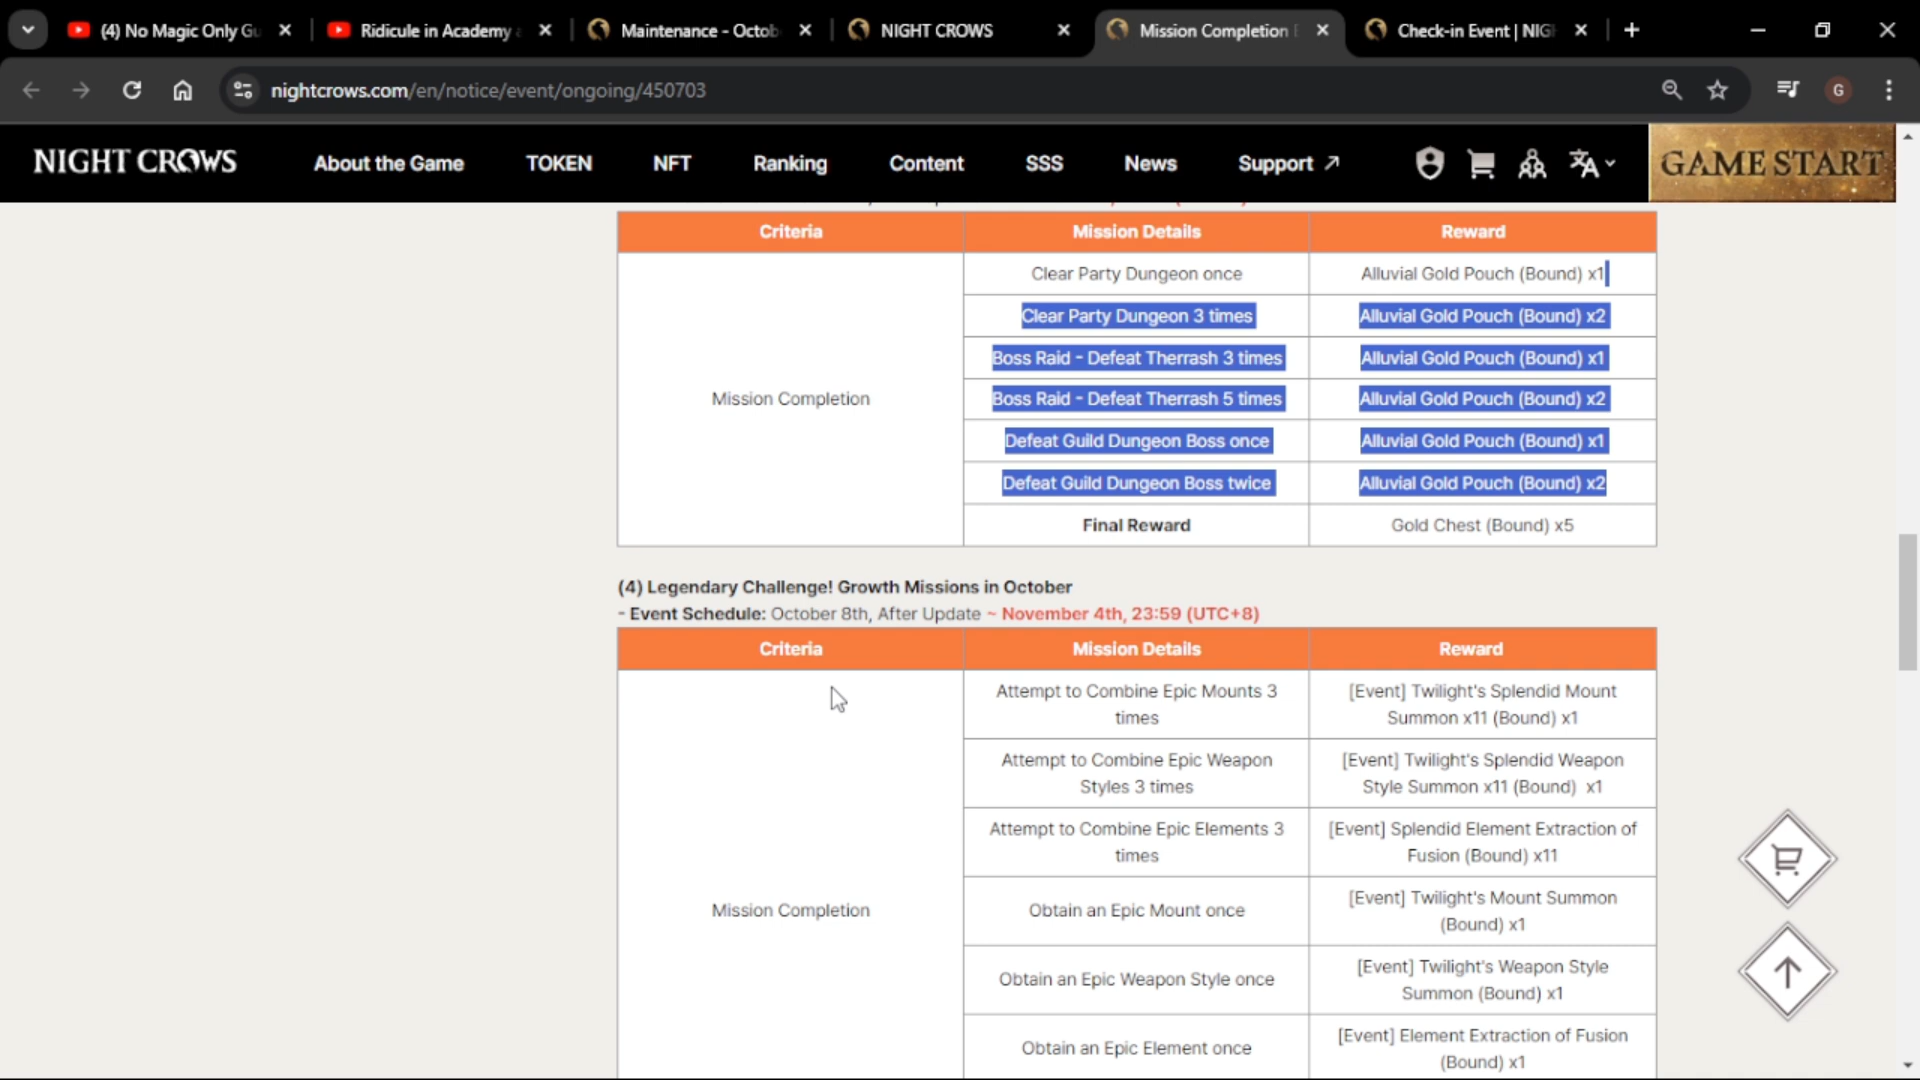 (4) No Magic Only Gu
Ridicule in Academy a
Maintenance - Octob
NIGHT CROWS
Mission Completion E
Check-in Event | NIG
nightcrows.com/en/notice/event/ongoing/450703
G
NIGHT CROWS
About the Game
TOKEN
NFT
Ranking
Content
SSS
News
Support
GAME START
Criteria
Mission Details
Reward
Mission Completion
Clear Party Dungeon once
Alluvial Gold Pouch (Bound) x1
Clear Party Dungeon 3 times
Alluvial Gold Pouch (Bound) x2
Boss Raid - Defeat Therrash 3 times
Alluvial Gold Pouch (Bound) x1
Boss Raid - Defeat Therrash 5 times
Alluvial Gold Pouch (Bound) x2
Defeat Guild Dungeon Boss once
Alluvial Gold Pouch (Bound) x1
Defeat Guild Dungeon Boss twice
Alluvial Gold Pouch (Bound) x2
Final Reward
Gold Chest (Bound) x5
(4) Legendary Challenge! Growth Missions in October
- Event Schedule: October 8th, After Update ~ November 4th, 23:59 (UTC+8)
Criteria
Mission Details
Reward
Mission Completion
Attempt to Combine Epic Mounts 3
times
[Event] Twilight's Splendid Mount
Summon x11 (Bound) x1
Attempt to Combine Epic Weapon
Styles 3 times
[Event] Twilight's Splendid Weapon
Style Summon x11 (Bound) x1
Attempt to Combine Epic Elements 3
times
[Event] Splendid Element Extraction of
Fusion (Bound) x11
Obtain an Epic Mount once
[Event] Twilight's Mount Summon
(Bound) x1
Obtain an Epic Weapon Style once
[Event] Twilight's Weapon Style
Summon (Bound) x1
Obtain an Epic Element once
[Event] Element Extraction of Fusion
(Bound) x1